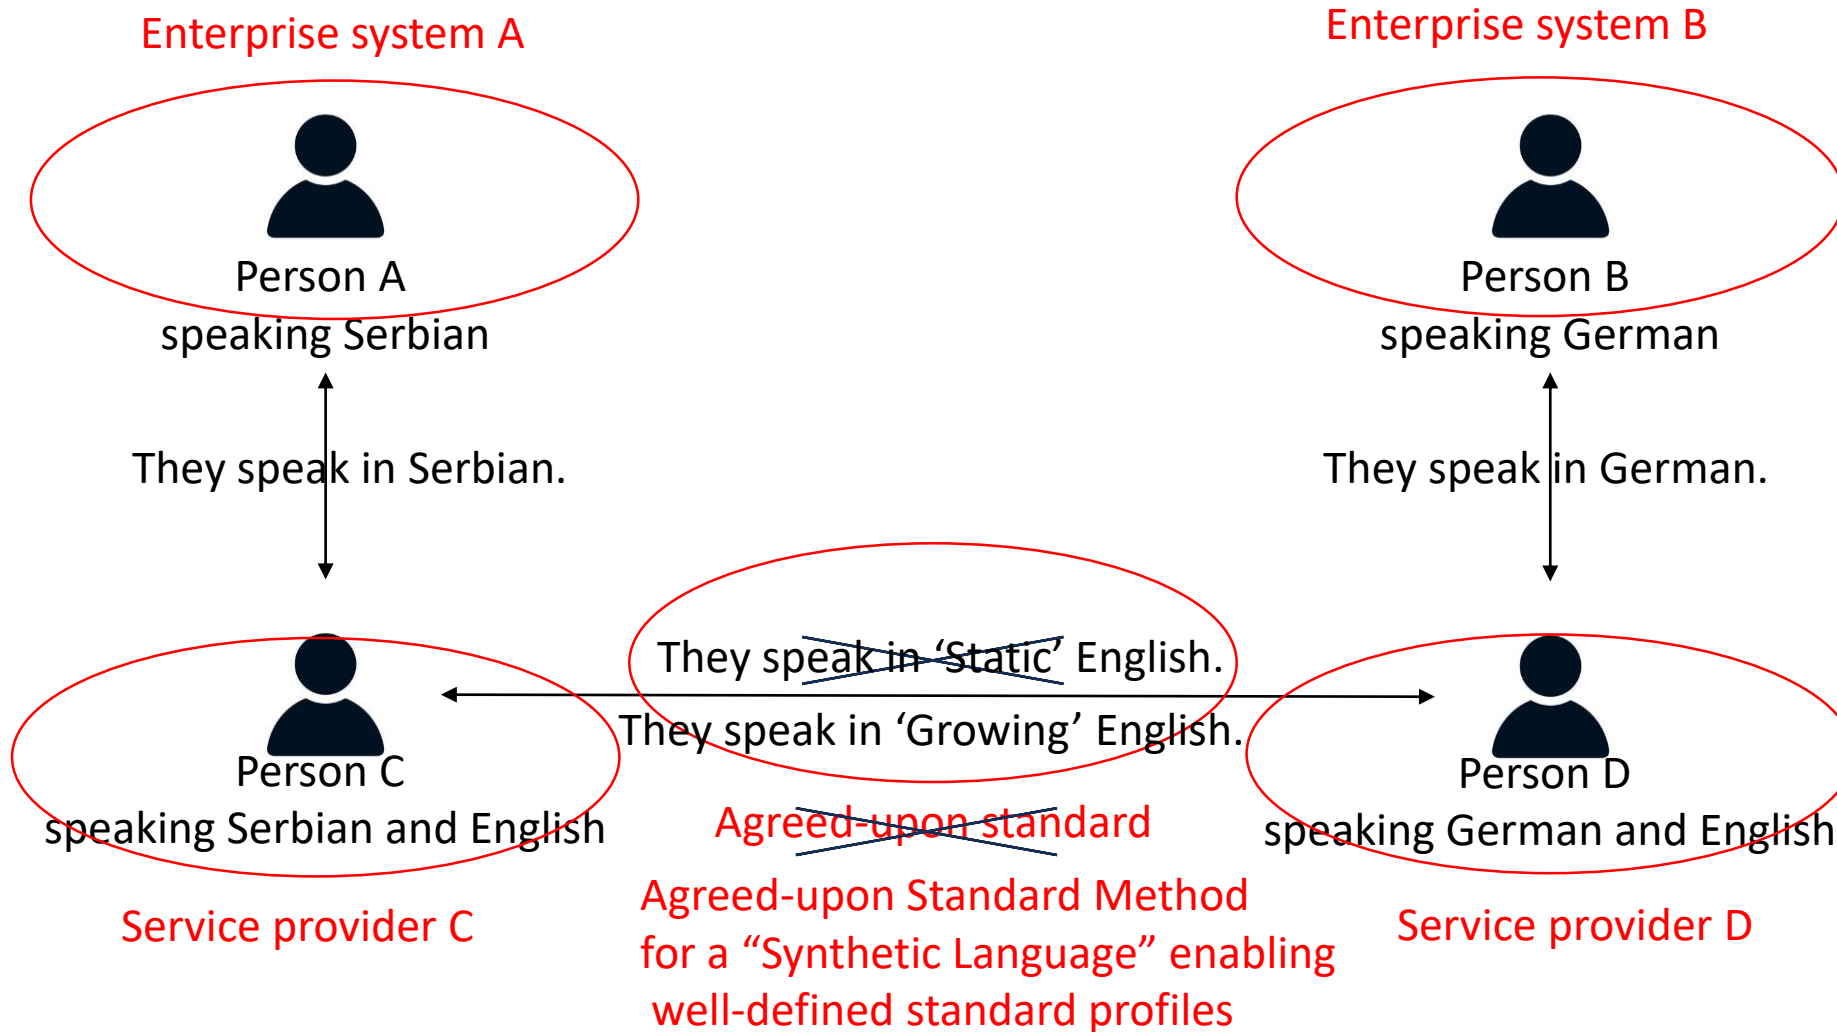 Enterprise system A
Enterprise system B
Person A
speaking Serbian
Person B
speaking German
They speak in Serbian.
They speak in German.
They speak in ‘Static’ English.
They speak in ‘Growing’ English.
Person C
speaking Serbian and English
Person D
speaking German and English
Agreed-upon standard
Agreed-upon Standard Method
for a “Synthetic Language” enabling
well-defined standard profiles
Service provider C
Service provider D